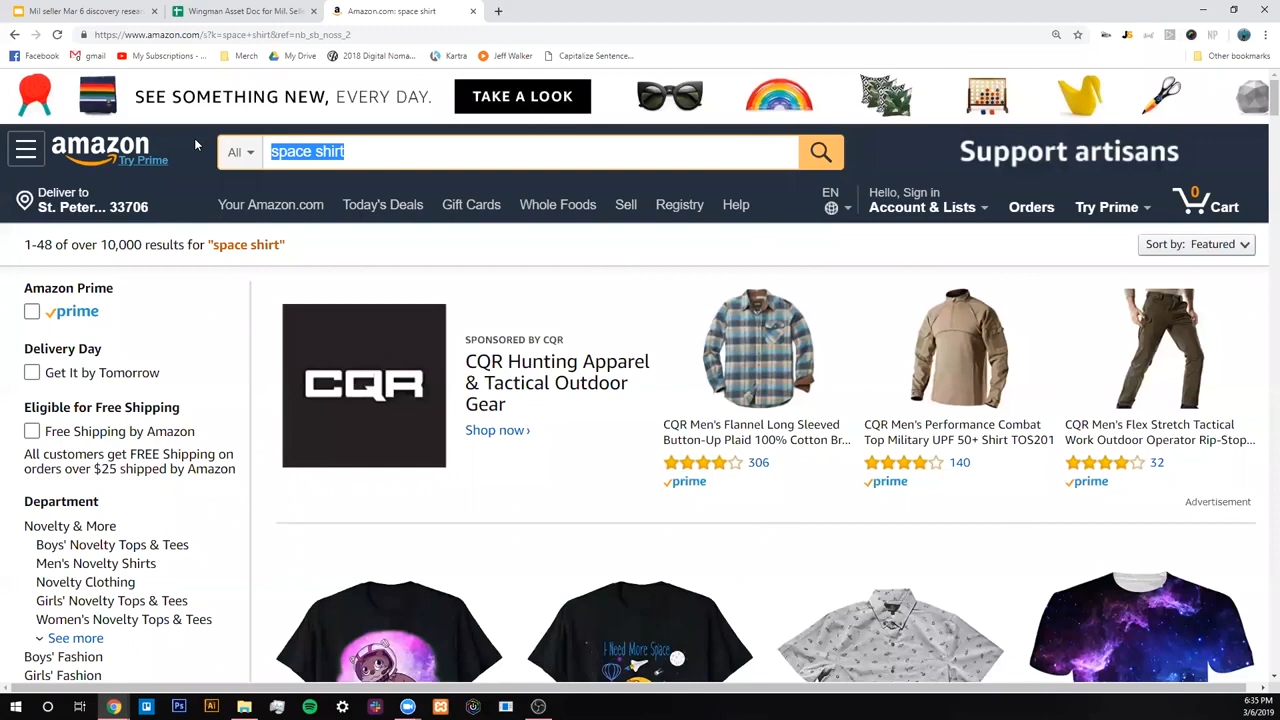 Mil seller Mar 6 discovery resea
Wingman Asset Doc for Mil. Selle
Amazon.com: space shirt
https://www.amazon.com/s?k=space+shirt&ref=nb_sb_noss_2
Facebook
gmail
My Subscriptions - ...
Merch
My Drive
2018 Digital Noma...
Kartra
Jeff Walker
Capitalize Sentence...
Other bookmarks
SEE SOMETHING NEW, EVERY DAY.
TAKE A LOOK
amazon
Try Prime
All
space shirt
Support artisans
Deliver to
St. Peter... 33706
Your Amazon.com
Today's Deals
Gift Cards
Whole Foods
Sell
Registry
Help
EN
Hello, Sign in
Account & Lists
Orders
Try Prime
0
Cart
1-48 of over 10,000 results for "space shirt"
Sort by: Featured
Amazon Prime
prime
Delivery Day
Get It by Tomorrow
Eligible for Free Shipping
Free Shipping by Amazon
All customers get FREE Shipping on
orders over $25 shipped by Amazon
Department
Novelty & More
Boys' Novelty Tops & Tees
Men's Novelty Shirts
Novelty Clothing
Girls' Novelty Tops & Tees
Women's Novelty Tops & Tees
See more
Boys' Fashion
Girls' Fashion
CQR
SPONSORED BY CQR
CQR Hunting Apparel
& Tactical Outdoor
Gear
Shop now ›
CQR Men's Flannel Long Sleeved
Button-Up Plaid 100% Cotton Br...
306
prime
CQR Men's Performance Combat
Top Military UPF 50+ Shirt TOS201
140
prime
CQR Men's Flex Stretch Tactical
Work Outdoor Operator Rip-Stop...
32
prime
Advertisement
I Need More Space
6:35 PM
3/6/2019